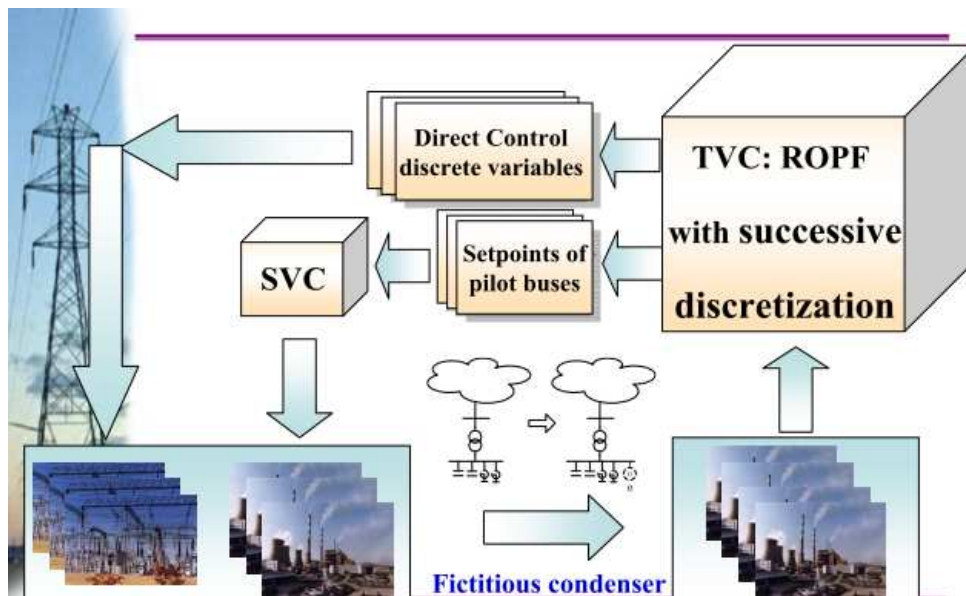 Direct Control
discrete variables
TVC: ROPF
with successive
discretization
Setpoints of
pilot buses
SVC
Fictitious condenser